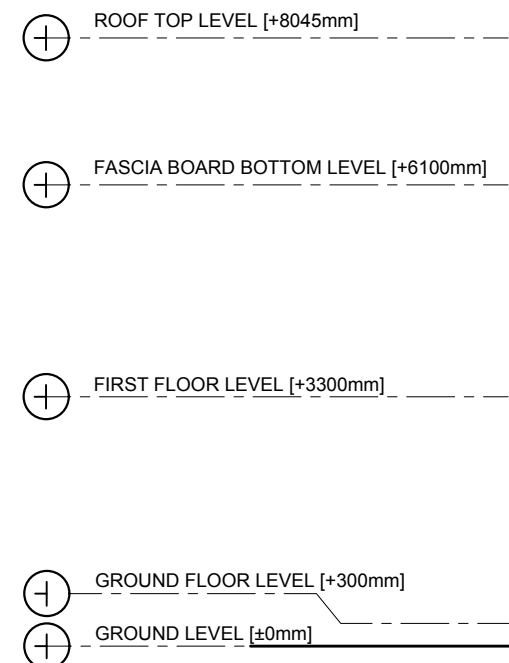 ROOF TOP LEVEL [+8045mm]
FASCIA BOARD BOTTOM LEVEL [+6100mm]
FIRST FLOOR LEVEL [+3300mm]
GROUND FLOOR LEVEL [+300mm]
GROUND LEVEL [±0mm]